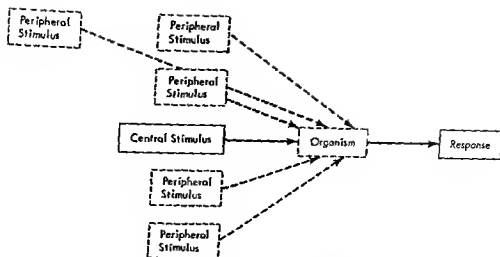 Peripheral
Stimulus
Peripheral
Stimulus
Peripheral
Stimulus
Central Stimulus
Organism
Response
Peripheral
Stimulus
Peripheral
Stimulus